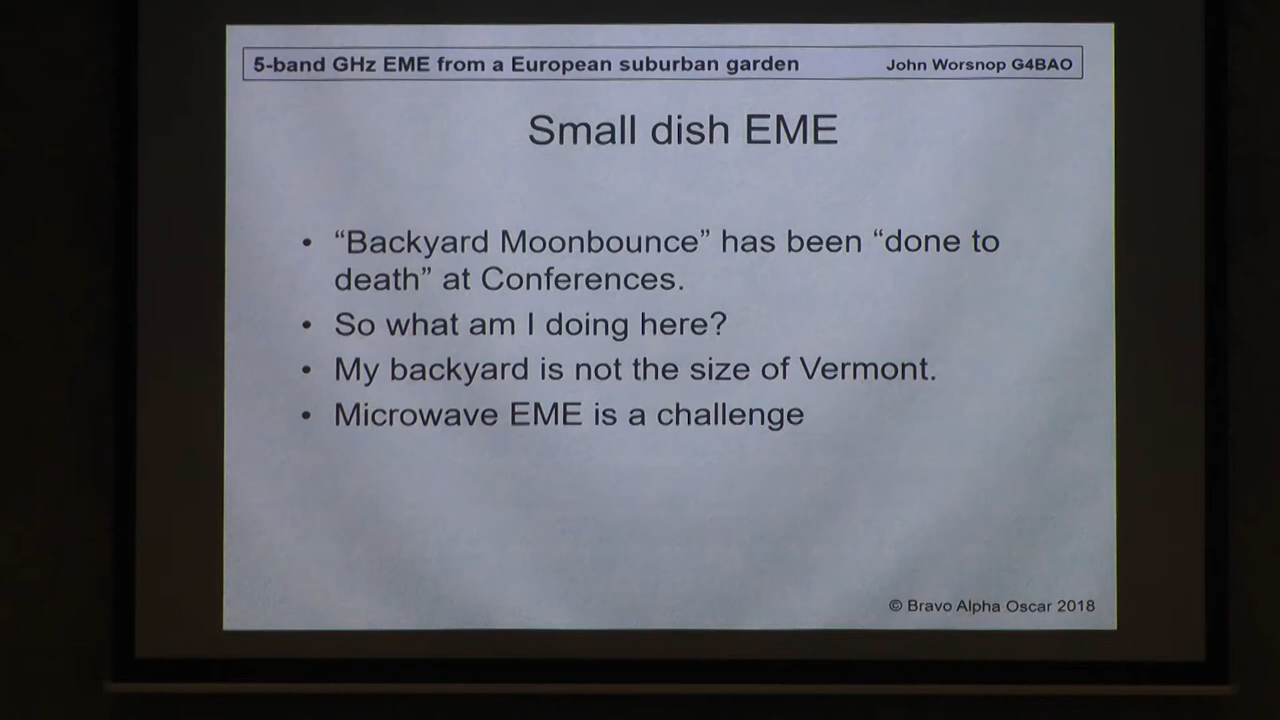 5-band GHz EME from a European suburban garden John Worsnop G4BAO
Small dish EME
• “Backyard Moonbounce” has been “done to
death” at Conferences.
• So what am I doing here?
• My backyard is not the size of Vermont.
• Microwave EME is a challenge
© Bravo Alpha Oscar 2018